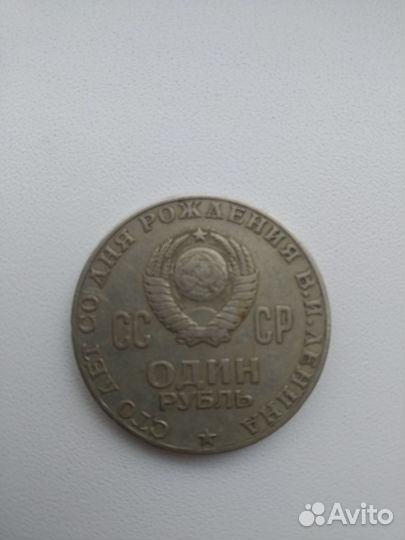 СТО ЛЕТ СО ДНЯ РОЖДЕНИЯ В.И.ЛЕНИНА
СС СР
ОДИН
РУБЛЬ
Avito